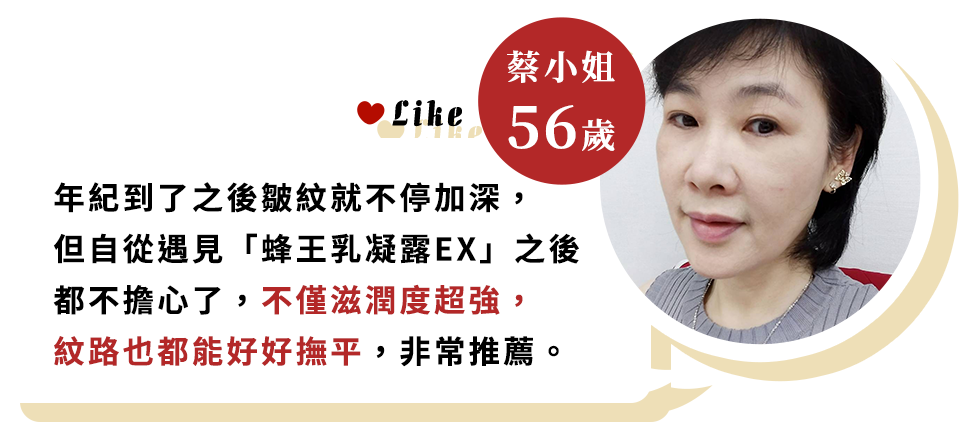 蔡小姐
56歲
Like
年紀到了之後皺紋就不停加深，
但自從遇見「蜂王乳凝露EX」之後
都不擔心了，不僅滋潤度超強，
紋路也都能好好撫平，非常推薦。